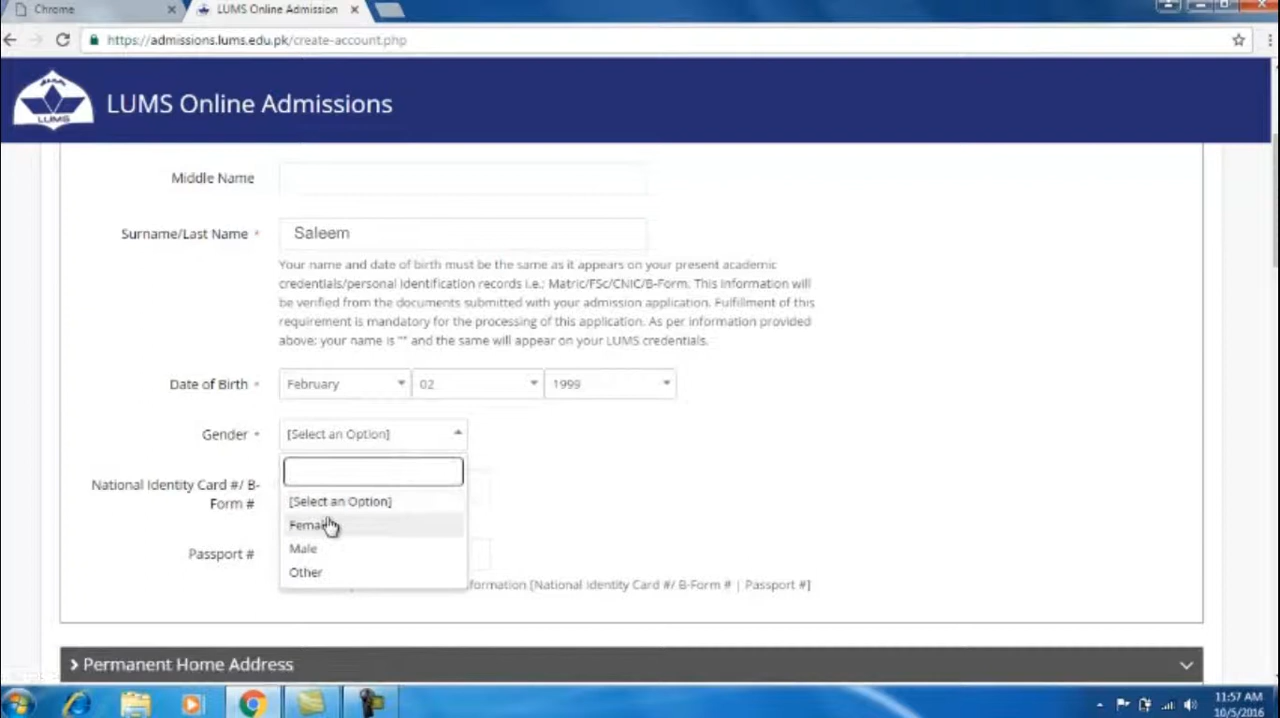 Chrome
LUMS Online Admission
https://admissions.lums.edu.pk/create-account.php
LUMS
LUMS Online Admissions
Middle Name
Surname/Last Name *
Saleem
Your name and date of birth must be the same as it appears on your present academic
credentials/personal identification records i.e.: Matric/FSc/CNIC/B-Form. This information will
be verified from the documents submitted with your admission application. Fulfillment of this
requirement is mandatory for the processing of this application. As per information provided
above; your name is "" and the same will appear on your LUMS credentials.
Date of Birth *
February
02
1999
Gender *
[Select an Option]
[Select an Option]
National Identity Card #/ B-
Form #
Male
Passport #
Other
formation [National Identity Card #/ B-Form # | Passport #]
Permanent Home Address
11:57 AM
10/5/2016